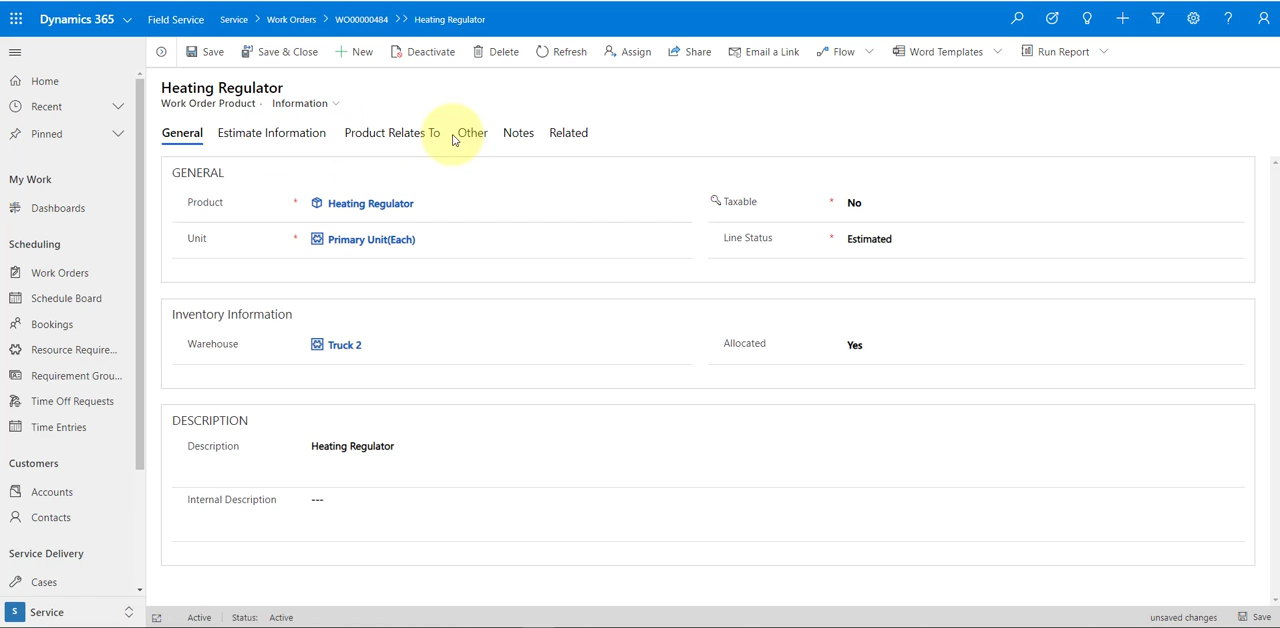 Dynamics 365 Field Service Service > Work Orders > WO00000484 >> Heating Regulator
Save Save & Close New Deactivate Delete Refresh Assign Share Email a Link Flow Word Templates Run Report
Home
Recent
Pinned
My Work
Dashboards
Scheduling
Work Orders
Schedule Board
Bookings
Resource Require...
Requirement Grou...
Time Off Requests
Time Entries
Customers
Accounts
Contacts
Service Delivery
Cases
S Service
Heating Regulator
Work Order Product · Information
General Estimate Information Product Relates To Other Notes Related
GENERAL
Product * Heating Regulator
Taxable * No
Unit * Primary Unit(Each)
Line Status * Estimated
Inventory Information
Warehouse Truck 2
Allocated Yes
DESCRIPTION
Description Heating Regulator
Internal Description ---
Active Status: Active unsaved changes Save